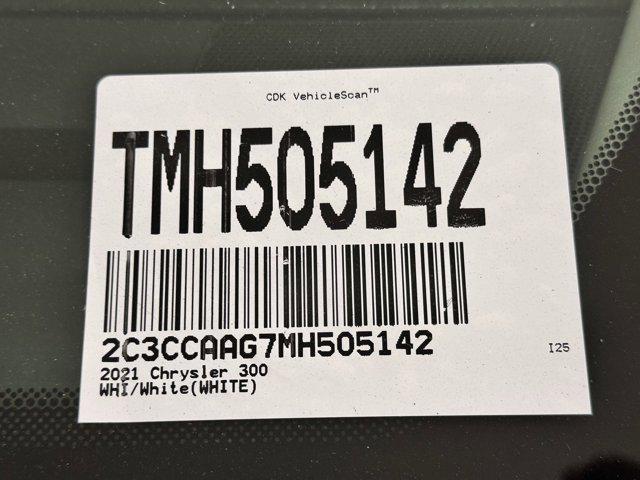 CDK VehicleScan™
TMH505142
2C3CCAAG7MH505142
I25
2021 Chrysler 300
WHI/White(WHITE)